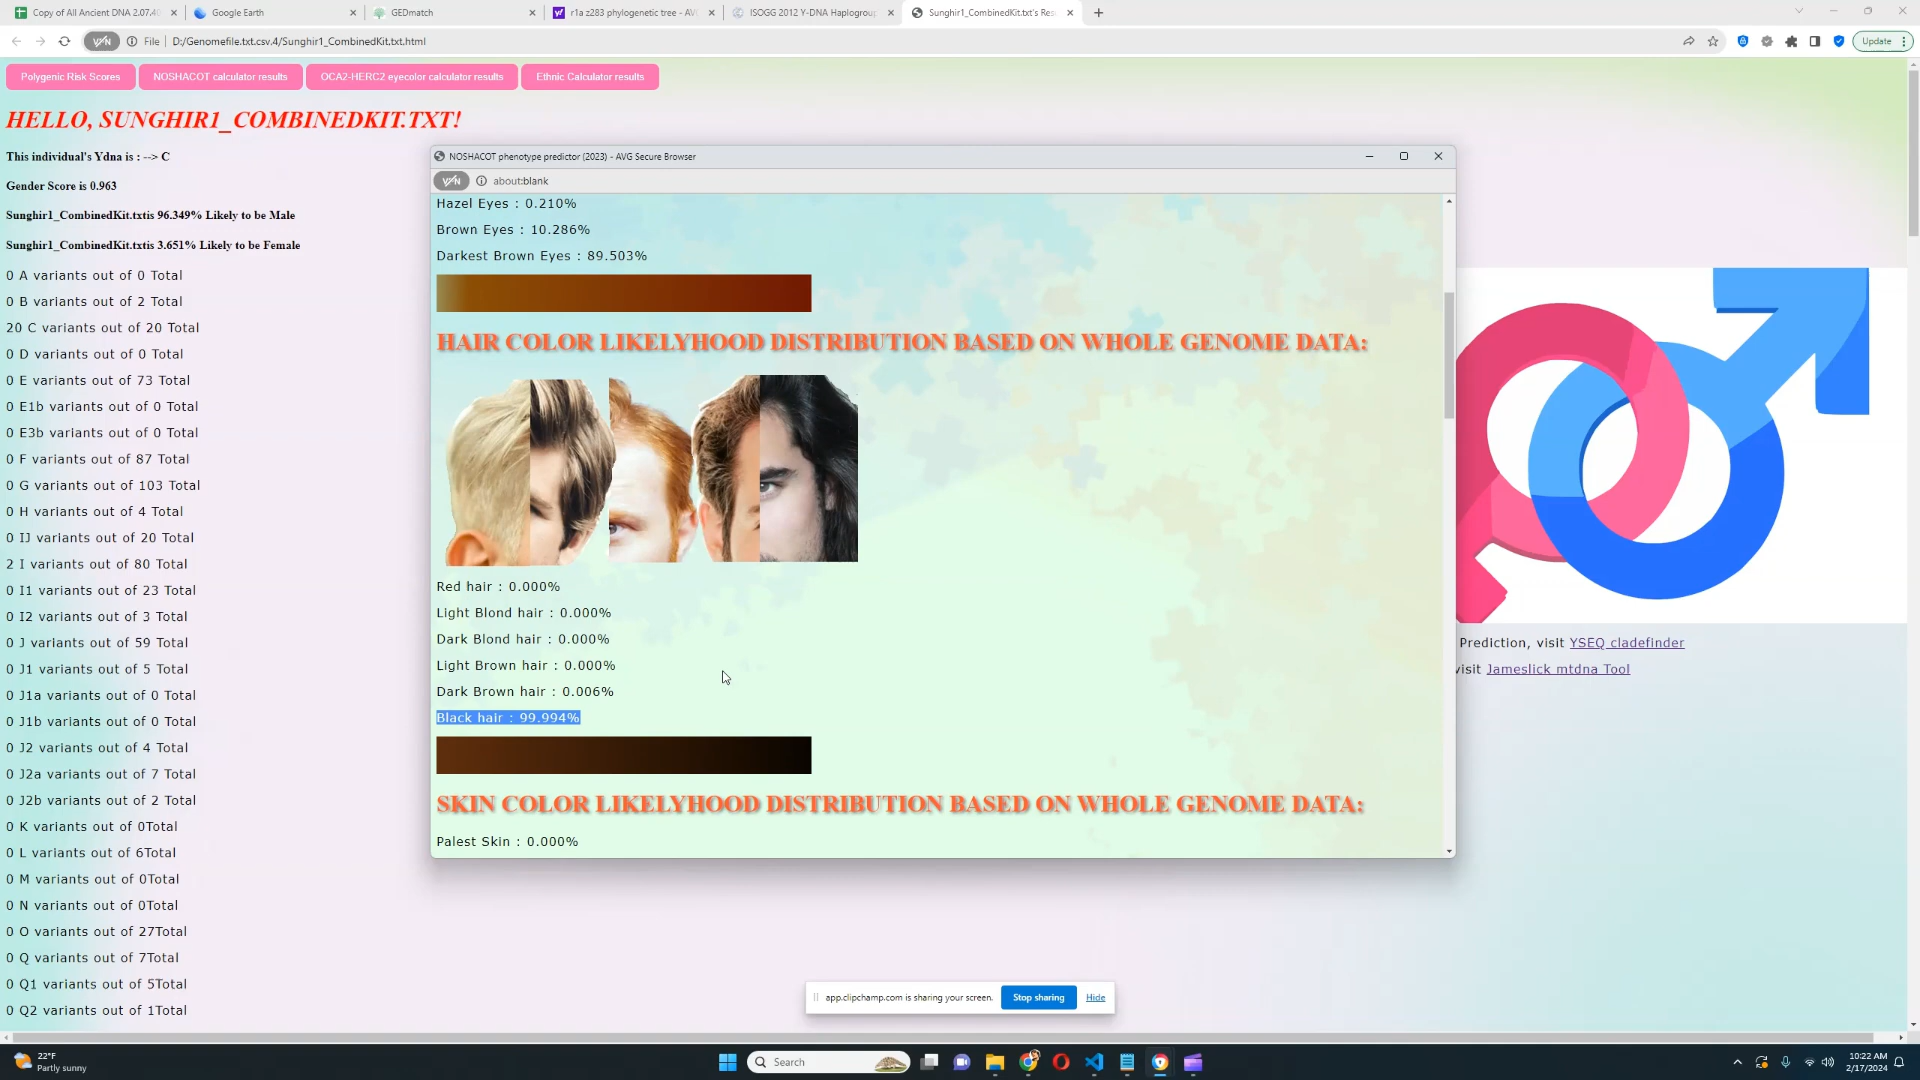 Copy of All Ancient DNA 2.07.40
Google Earth
GEDmatch
r1a z283 phylogenetic tree - AV
ISOGG 2012 Y-DNA Haplogroup
Sunghir1_CombinedKit.txt's Res
File
D:/Genomefile.txt.csv.4/Sunghir1_CombinedKit.txt.html
Update
Polygenic Risk Scores
NOSHACOT calculator results
OCA2-HERC2 eyecolor calculator results
Ethnic Calculator results
HELLO, SUNGHIR1_COMBINEDKIT.TXT!
This individual's Ydna is : --> C
Gender Score is 0.963
Sunghir1_CombinedKit.txtis 96.349% Likely to be Male
Sunghir1_CombinedKit.txtis 3.651% Likely to be Female
0 A variants out of 0 Total
0 B variants out of 2 Total
20 C variants out of 20 Total
0 D variants out of 0 Total
0 E variants out of 73 Total
0 E1b variants out of 0 Total
0 E3b variants out of 0 Total
0 F variants out of 87 Total
0 G variants out of 103 Total
0 H variants out of 4 Total
0 IJ variants out of 20 Total
2 I variants out of 80 Total
0 I1 variants out of 23 Total
0 I2 variants out of 3 Total
0 J variants out of 59 Total
0 J1 variants out of 5 Total
0 J1a variants out of 0 Total
0 J1b variants out of 0 Total
0 J2 variants out of 4 Total
0 J2a variants out of 7 Total
0 J2b variants out of 2 Total
0 K variants out of 0Total
0 L variants out of 6Total
0 M variants out of 0Total
0 N variants out of 0Total
0 O variants out of 27Total
0 Q variants out of 7Total
0 Q1 variants out of 5Total
0 Q2 variants out of 1Total
NOSHACOT phenotype predictor (2023) - AVG Secure Browser
about:blank
Hazel Eyes : 0.210%
Brown Eyes : 10.286%
Darkest Brown Eyes : 89.503%
HAIR COLOR LIKELYHOOD DISTRIBUTION BASED ON WHOLE GENOME DATA:
Red hair : 0.000%
Light Blond hair : 0.000%
Dark Blond hair : 0.000%
Light Brown hair : 0.000%
Dark Brown hair : 0.006%
Black hair : 99.994%
SKIN COLOR LIKELYHOOD DISTRIBUTION BASED ON WHOLE GENOME DATA:
Palest Skin : 0.000%
Prediction, visit YSEQ cladefinder
visit Jameslick mtdna Tool
app.clipchamp.com is sharing your screen.
Stop sharing
Hide
22°F
Partly sunny
Search
10:22 AM
2/17/2024